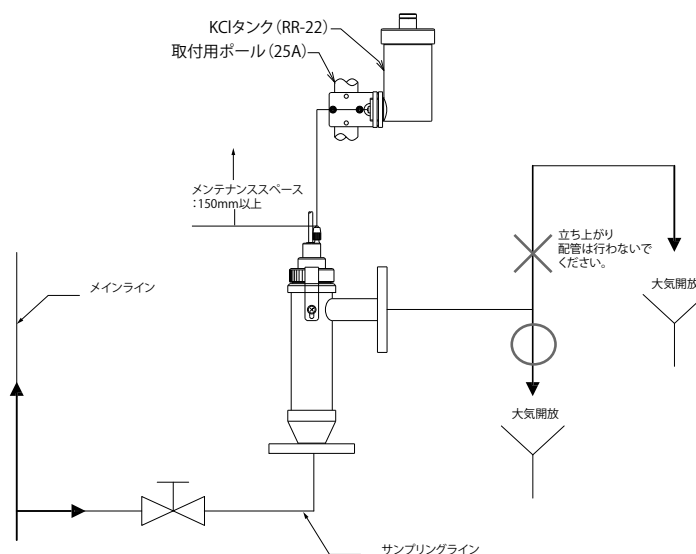 KClタンク（RR-22）
取付用ポール（25A）
メンテナンススペース
：150mm以上
立ち上がり
配管は行わないで
ください。
大気開放
メインライン
大気開放
サンプリングライン